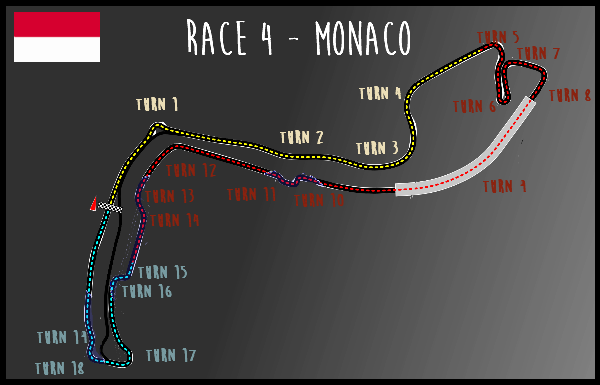 RACE 4 - MONACO
TURN 1
TURN 2
TURN 3
TURN 4
TURN 5
TURN 6
TURN 7
TURN 8
TURN 9
TURN 10
TURN 11
TURN 12
TURN 13
TURN 14
TURN 15
TURN 16
TURN 17
TURN 18
TURN 19